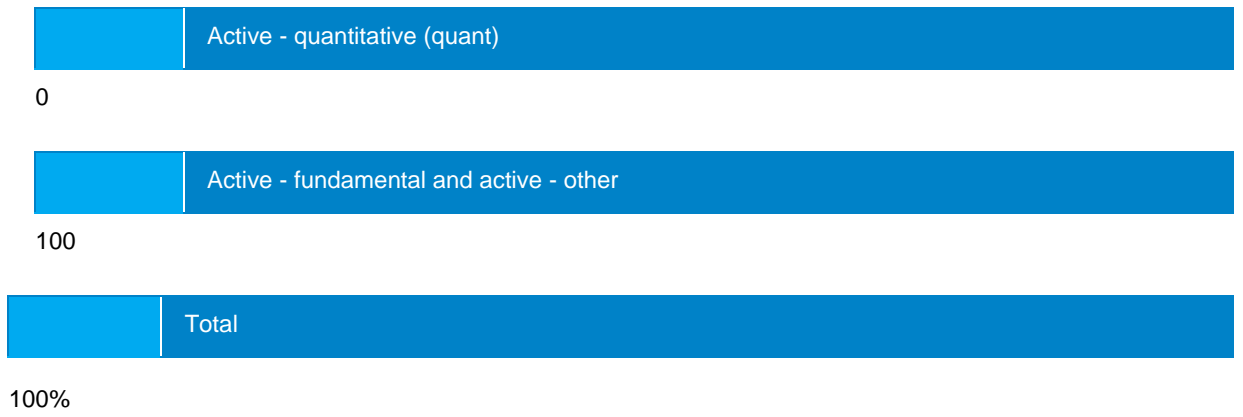 Active - quantitative (quant)
0
Active - fundamental and active - other
100
Total
100%